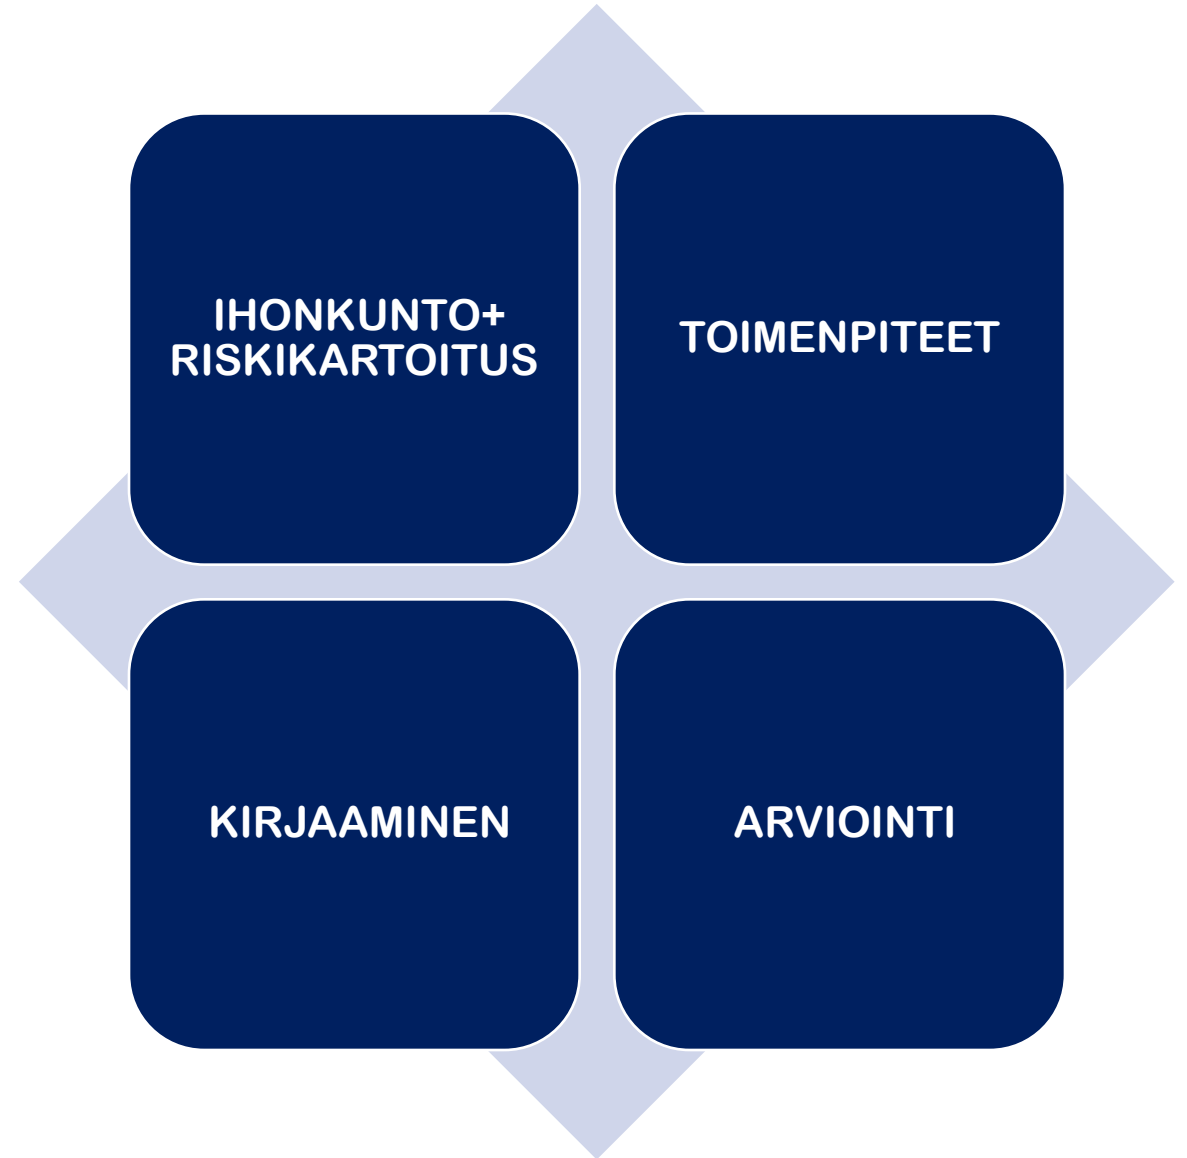 IHONKUNTO+
RISKIKARTOITUS
TOIMENPITEET
KIRJAAMINEN
ARVIOINTI